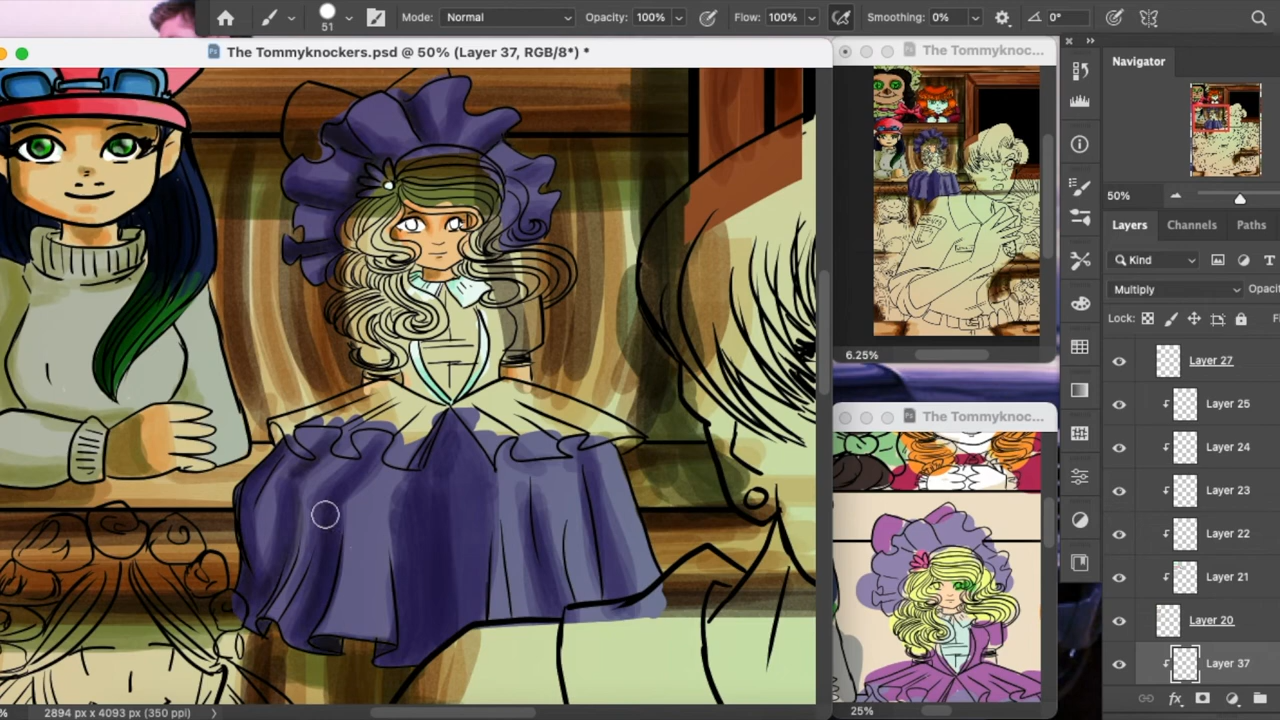 51 Mode: Normal Opacity: 100% Flow: 100% Smoothing: 0% 0°
The Tommyknockers.psd @ 50% (Layer 37, RGB/8*) *
The Tommyknoc...
Navigator
50%
6.25%
Layers Channels Paths
Kind
Multiply Opacit
Lock:
Layer 27
Layer 25
The Tommyknoc...
Layer 24
Layer 23
Layer 22
Layer 21
Layer 20
Layer 37
fx
2894 px x 4093 px (350 ppi)
25%